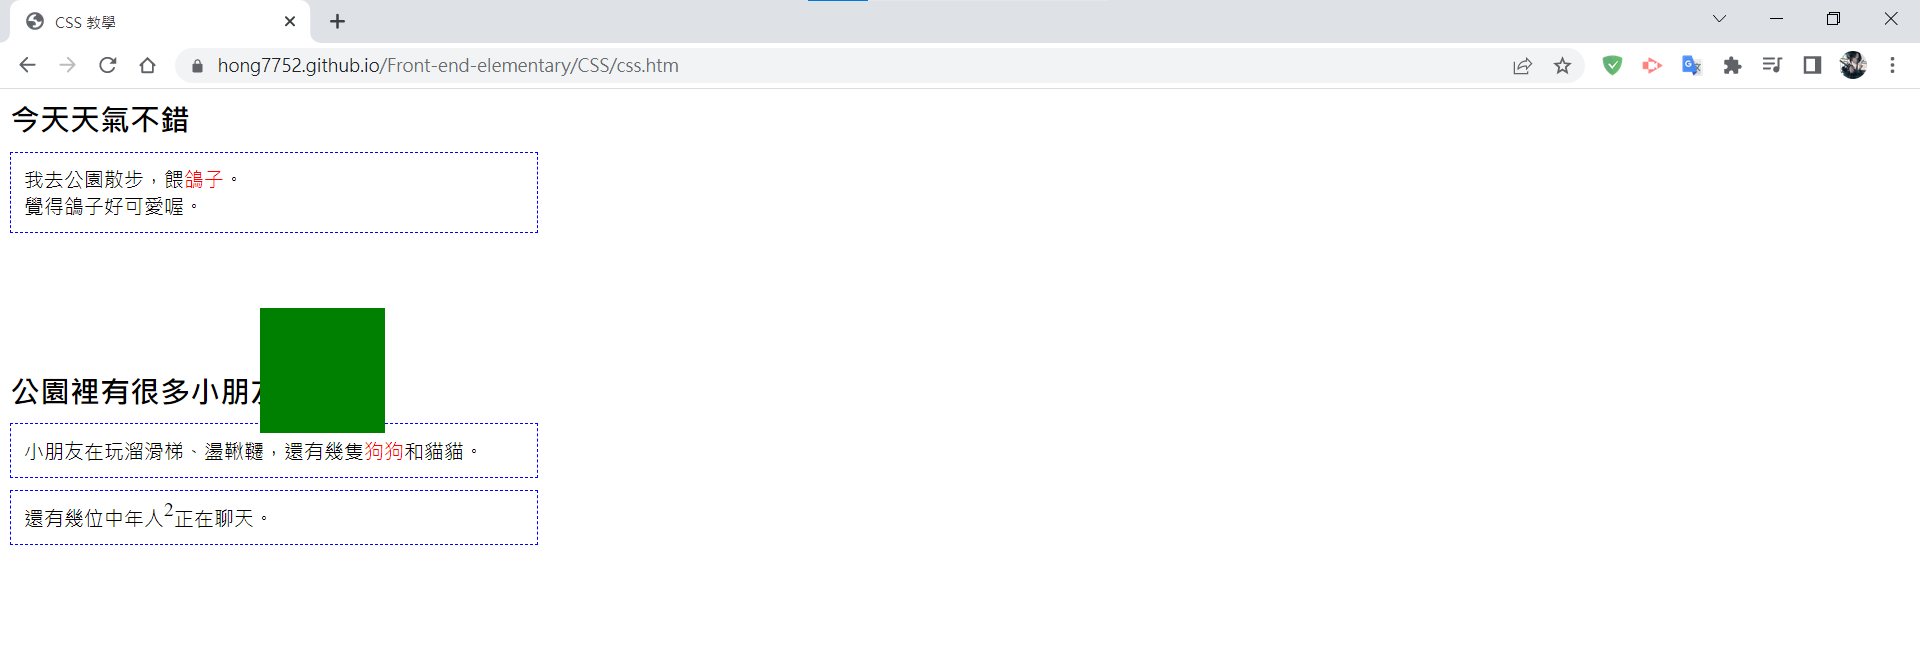 CSS 教學
hong7752.github.io/Front-end-elementary/CSS/css.htm
今天天氣不錯
我去公園散步，餵鴿子。
覺得鴿子好可愛喔。
公園裡有很多小朋
小朋友在玩溜滑梯、盪鞦韆，還有幾隻狗狗和貓貓。
還有幾位中年人2正在聊天。